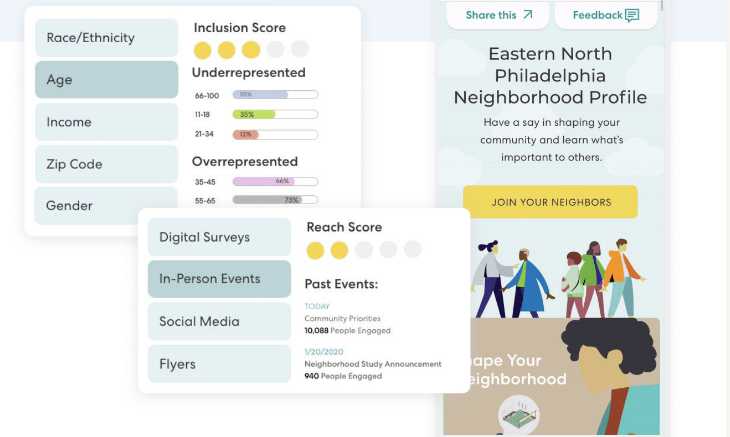 Race/Ethnicity
Age
Income
Zip Code
Gender
Inclusion Score
Underrepresented
66-100
55%
11-18
35%
21-34
12%
Overrepresented
35-45
66%
55-65
73%
Digital Surveys
In-Person Events
Social Media
Flyers
Reach Score
Past Events:
TODAY
Community Priorities
10,088 People Engaged
1/20/2020
Neighborhood Study Announcement
940 People Engaged
Share this
Feedback
Eastern North
Philadelphia
Neighborhood Profile
Have a say in shaping your
community and learn what's
important to others.
JOIN YOUR NEIGHBORS
hape Your
eighborhood